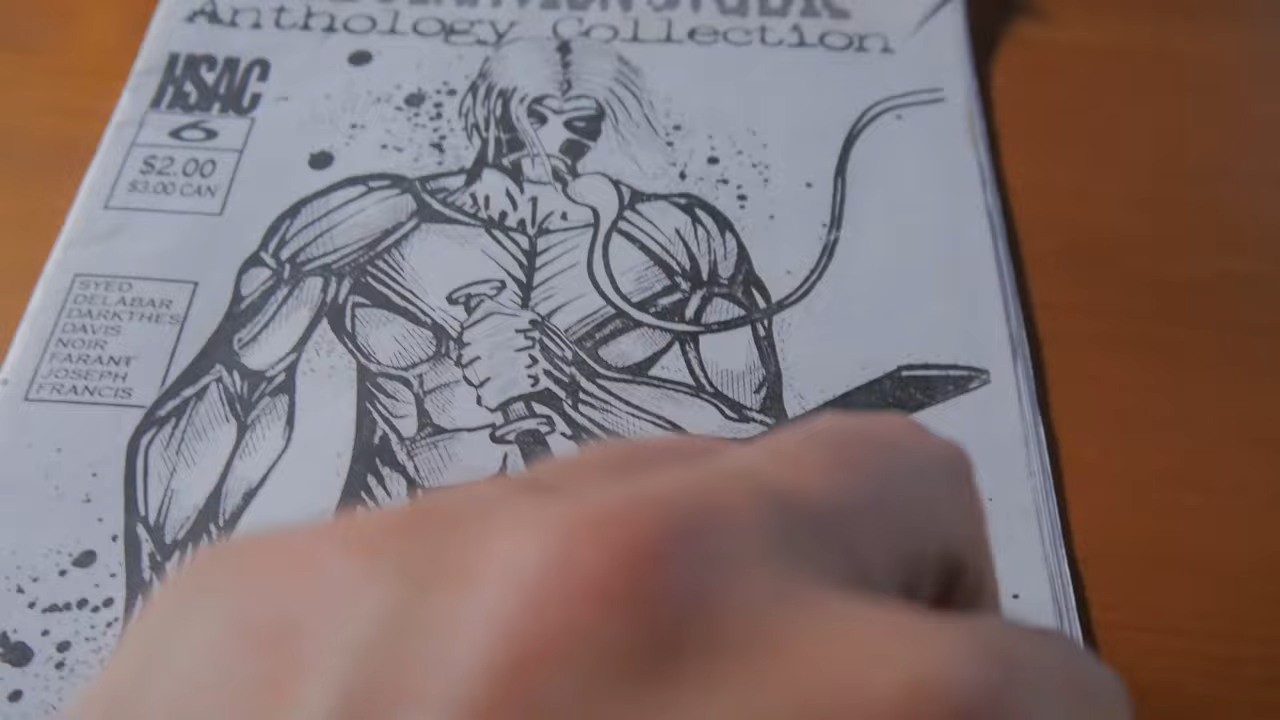 Anthology Collection
HSAC
6
$2.00
$3.00 CAN
SYED
DELABAR
DARKTHES
DAVIS
NOIR
FARANT
JOSEPH
FRANCIS